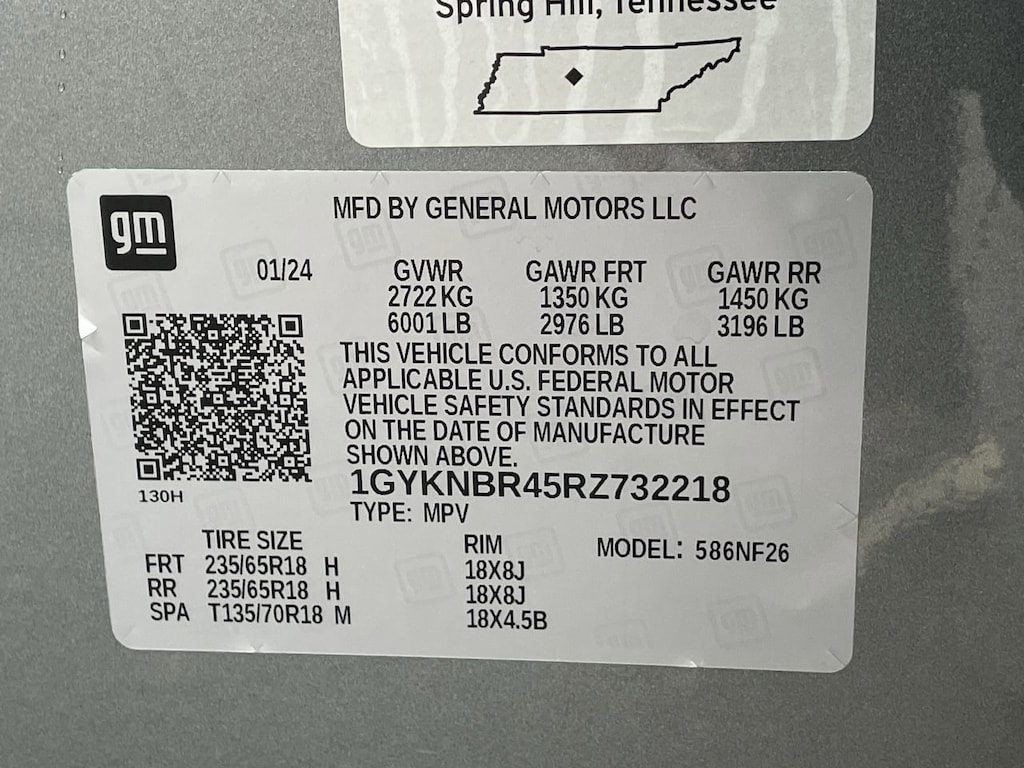 Spring Hill, Tennessee
gm
MFD BY GENERAL MOTORS LLC
01/24 GVWR GAWR FRT GAWR RR
2722 KG 1350 KG 1450 KG
6001 LB 2976 LB 3196 LB
THIS VEHICLE CONFORMS TO ALL
APPLICABLE U.S. FEDERAL MOTOR
VEHICLE SAFETY STANDARDS IN EFFECT
ON THE DATE OF MANUFACTURE
SHOWN ABOVE.
130H
1GYKNBR45RZ732218
TYPE: MPV
TIRE SIZE RIM MODEL: 586NF26
FRT 235/65R18 H 18X8J
RR 235/65R18 H 18X8J
SPA T135/70R18 M 18X4.5B